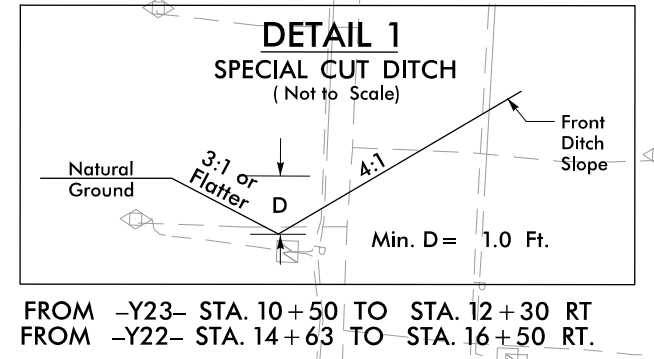 DETAIL 1
SPECIAL CUT DITCH
( Not to Scale)
Front
Ditch
Slope
Natural
Ground
3:1 or
Flatter
D
4:1
Min. D = 1.0 Ft.
P
P
FROM –Y23– STA. 10+50 TO STA. 12+30 RT
FROM –Y22– STA. 14+63 TO STA. 16+50 RT.